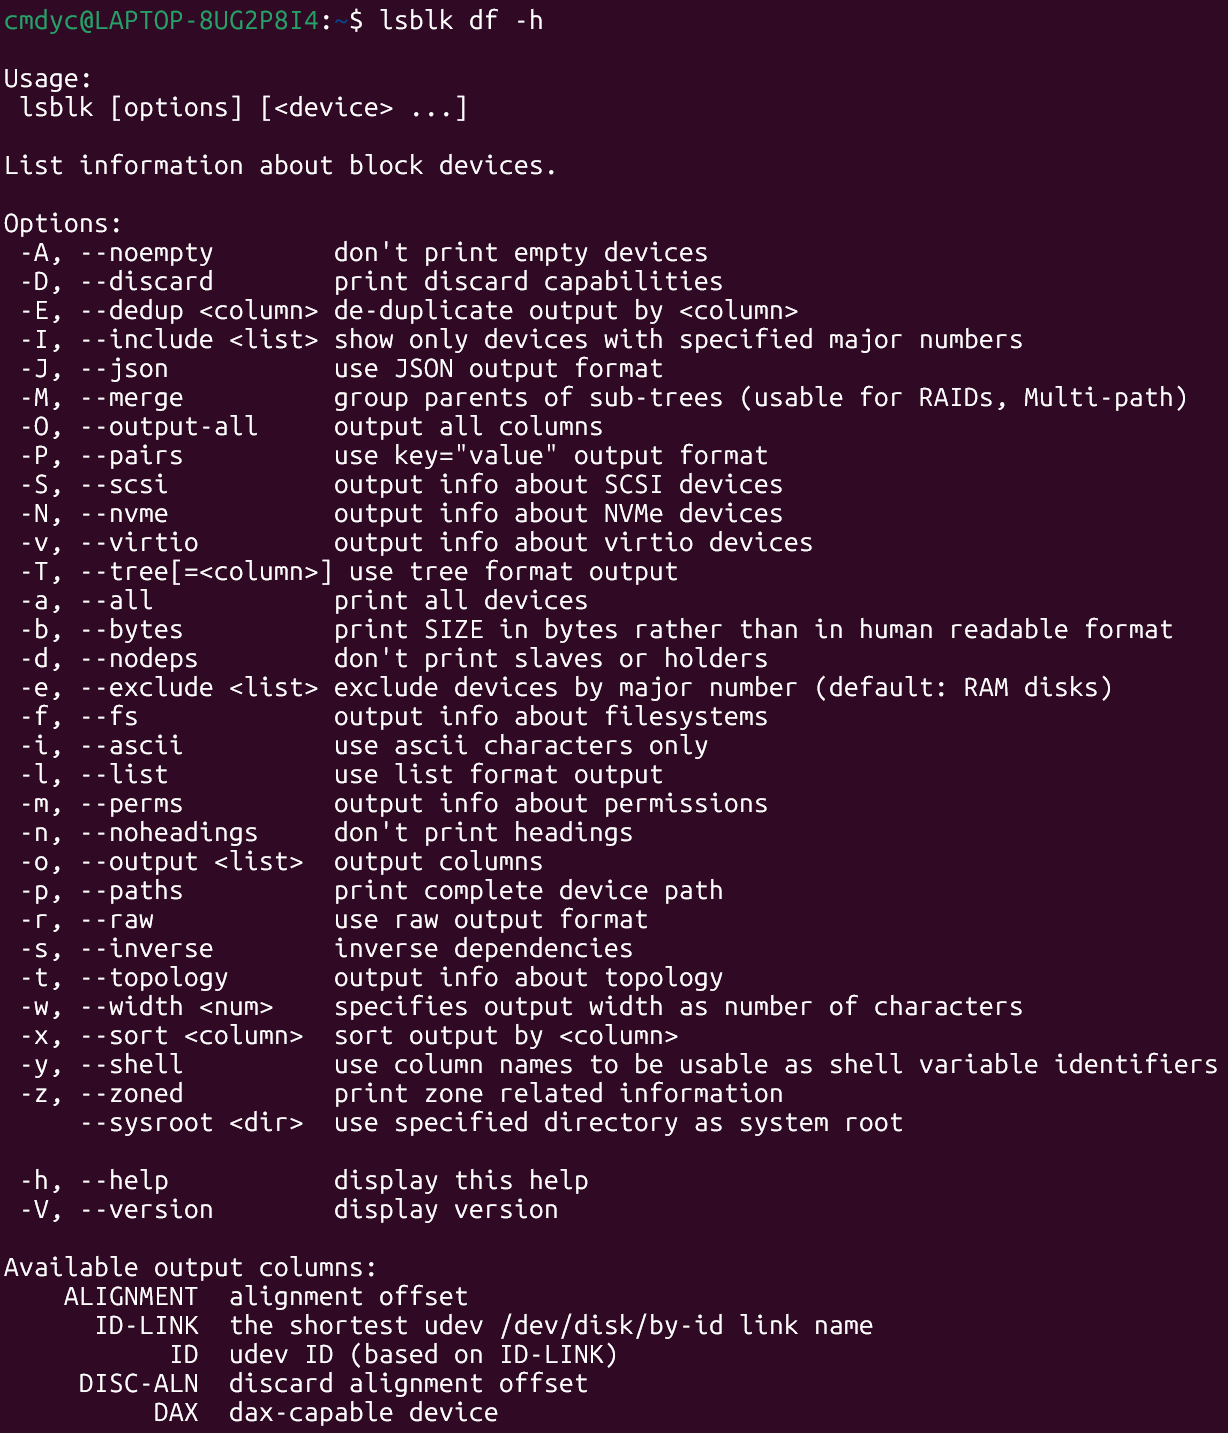 cmdyc@LAPTOP-8UG2P8I4:~$ lsblk df -h

Usage:
 lsblk [options] [<device> ...]

List information about block devices.

Options:
 -A, --noempty        don't print empty devices
 -D, --discard        print discard capabilities
 -E, --dedup <column> de-duplicate output by <column>
 -I, --include <list> show only devices with specified major numbers
 -J, --json           use JSON output format
 -M, --merge          group parents of sub-trees (usable for RAIDs, Multi-path)
 -O, --output-all     output all columns
 -P, --pairs          use key="value" output format
 -S, --scsi           output info about SCSI devices
 -N, --nvme           output info about NVMe devices
 -v, --virtio         output info about virtio devices
 -T, --tree[=<column>] use tree format output
 -a, --all            print all devices
 -b, --bytes          print SIZE in bytes rather than in human readable format
 -d, --nodeps         don't print slaves or holders
 -e, --exclude <list> exclude devices by major number (default: RAM disks)
 -f, --fs             output info about filesystems
 -i, --ascii          use ascii characters only
 -l, --list           use list format output
 -m, --perms          output info about permissions
 -n, --noheadings     don't print headings
 -o, --output <list>  output columns
 -p, --paths          print complete device path
 -r, --raw            use raw output format
 -s, --inverse        inverse dependencies
 -t, --topology       output info about topology
 -w, --width <num>    specifies output width as number of characters
 -x, --sort <column>  sort output by <column>
 -y, --shell          use column names to be usable as shell variable identifiers
 -z, --zoned          print zone related information
     --sysroot <dir>  use specified directory as system root

 -h, --help           display this help
 -V, --version        display version

Available output columns:
    ALIGNMENT  alignment offset
      ID-LINK  the shortest udev /dev/disk/by-id link name
           ID  udev ID (based on ID-LINK)
     DISC-ALN  discard alignment offset
          DAX  dax-capable device